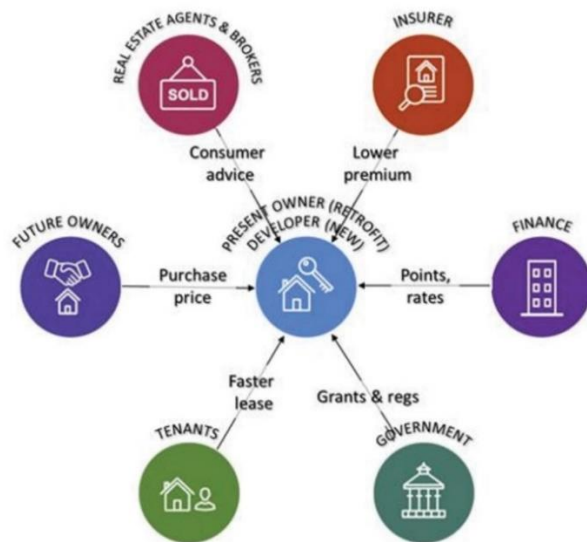 REAL ESTATE AGENTS & BROKERS
SOLD
INSURER
Consumer
advice
Lower
premium
PRESENT OWNER (RETROFIT)
DEVELOPER (NEW)
FUTURE OWNERS
FINANCE
Purchase
price
Points,
rates
Faster
lease
Grants & regs
TENANTS
GOVERNMENT